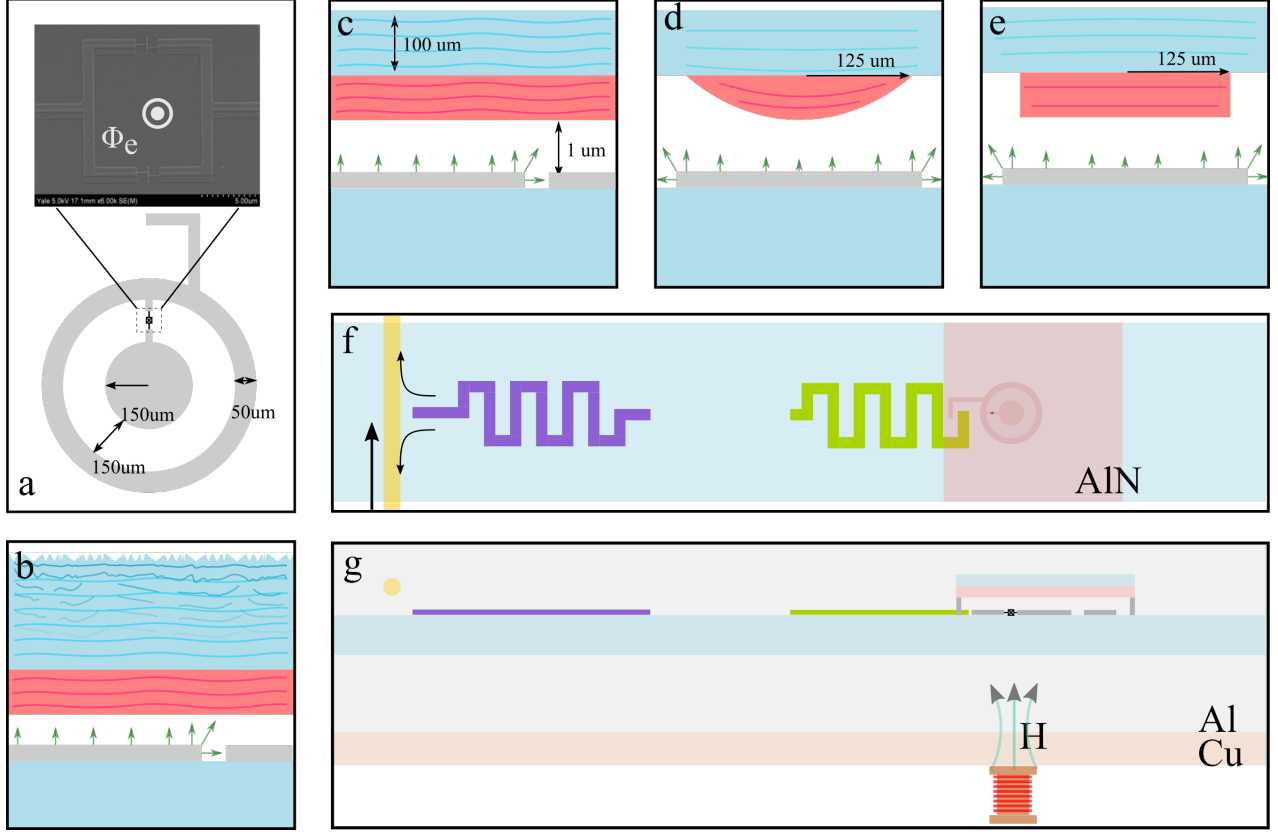 Φe
Yale 5.0kV 17.1mm x6.00k SE(M)
5.00um
150um
50um
150um
a
b
c
100 um
1 um
d
125 um
e
125 um
f
AlN
g
H
Al
Cu